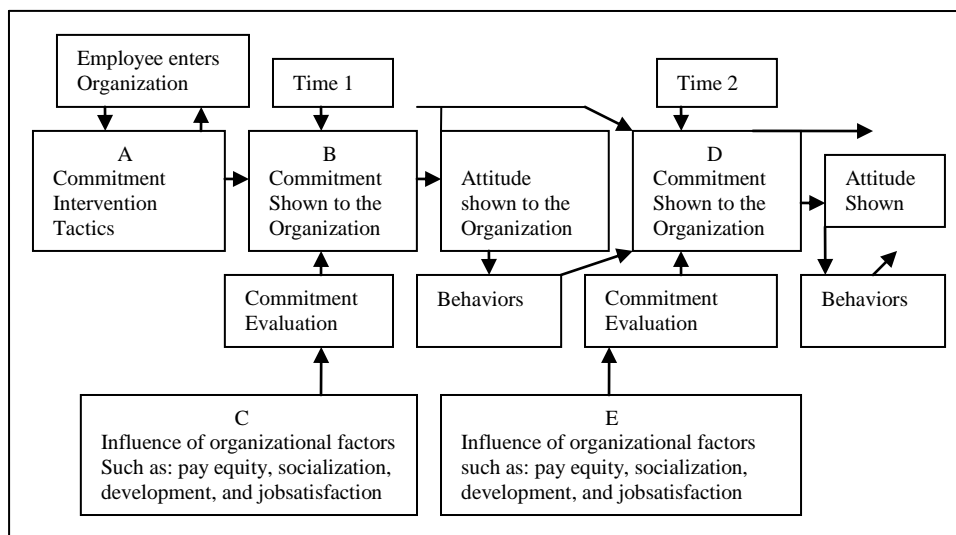 Employee enters
Organization
Time 1
Time 2
A
Commitment
Intervention
Tactics
B
Commitment
Shown to the
Organization
Attitude
shown to the
Organization
D
Commitment
Shown to the
Organization
Attitude
Shown
Commitment
Evaluation
Behaviors
Commitment
Evaluation
Behaviors
C
Influence of organizational factors
Such as: pay equity, socialization,
development, and jobsatisfaction
E
Influence of organizational factors
such as: pay equity, socialization,
development, and jobsatisfaction